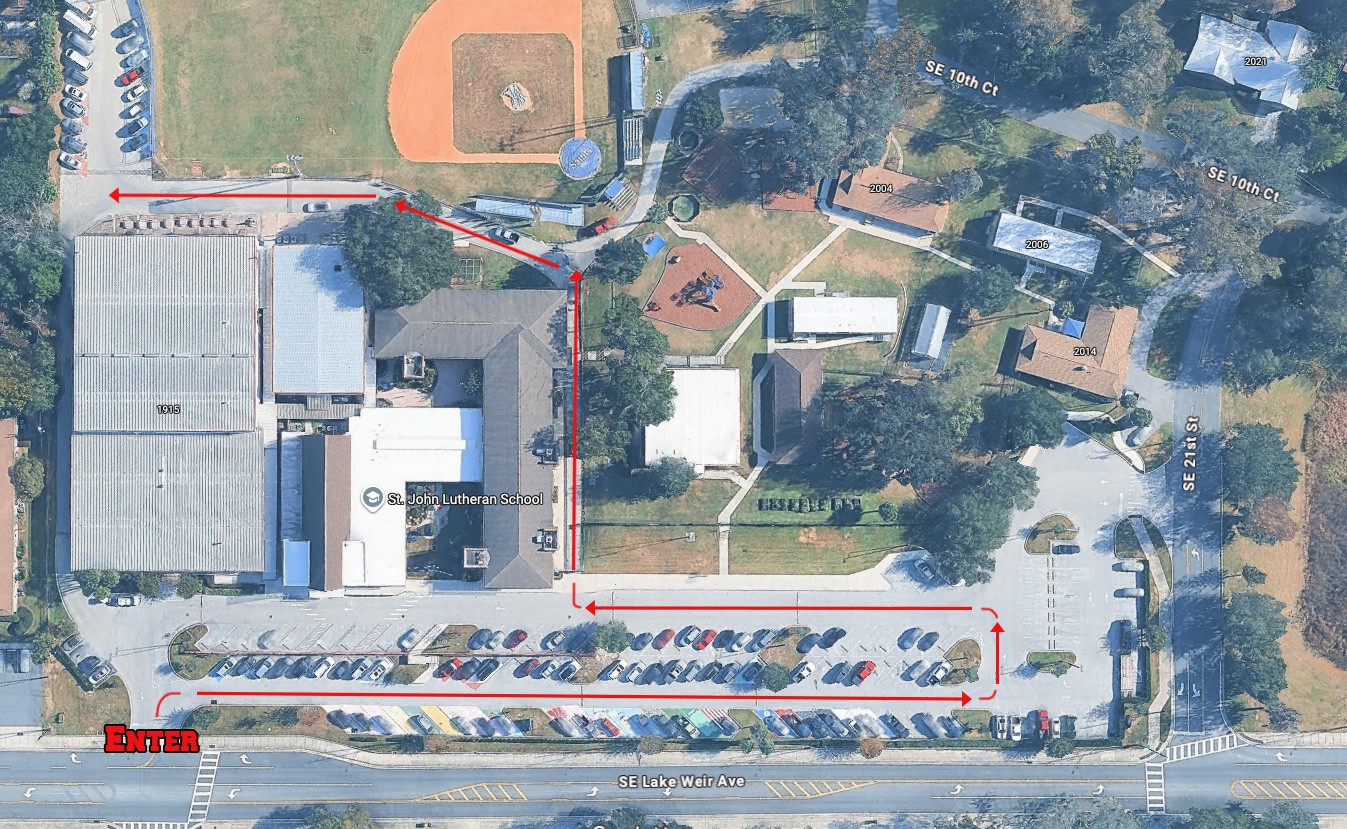 2021
SE 10th Ct
SE 10th Ct
2004
2006
2014
1915
SE 21st St
St. John Lutheran School
ENTER
SE Lake Weir Ave